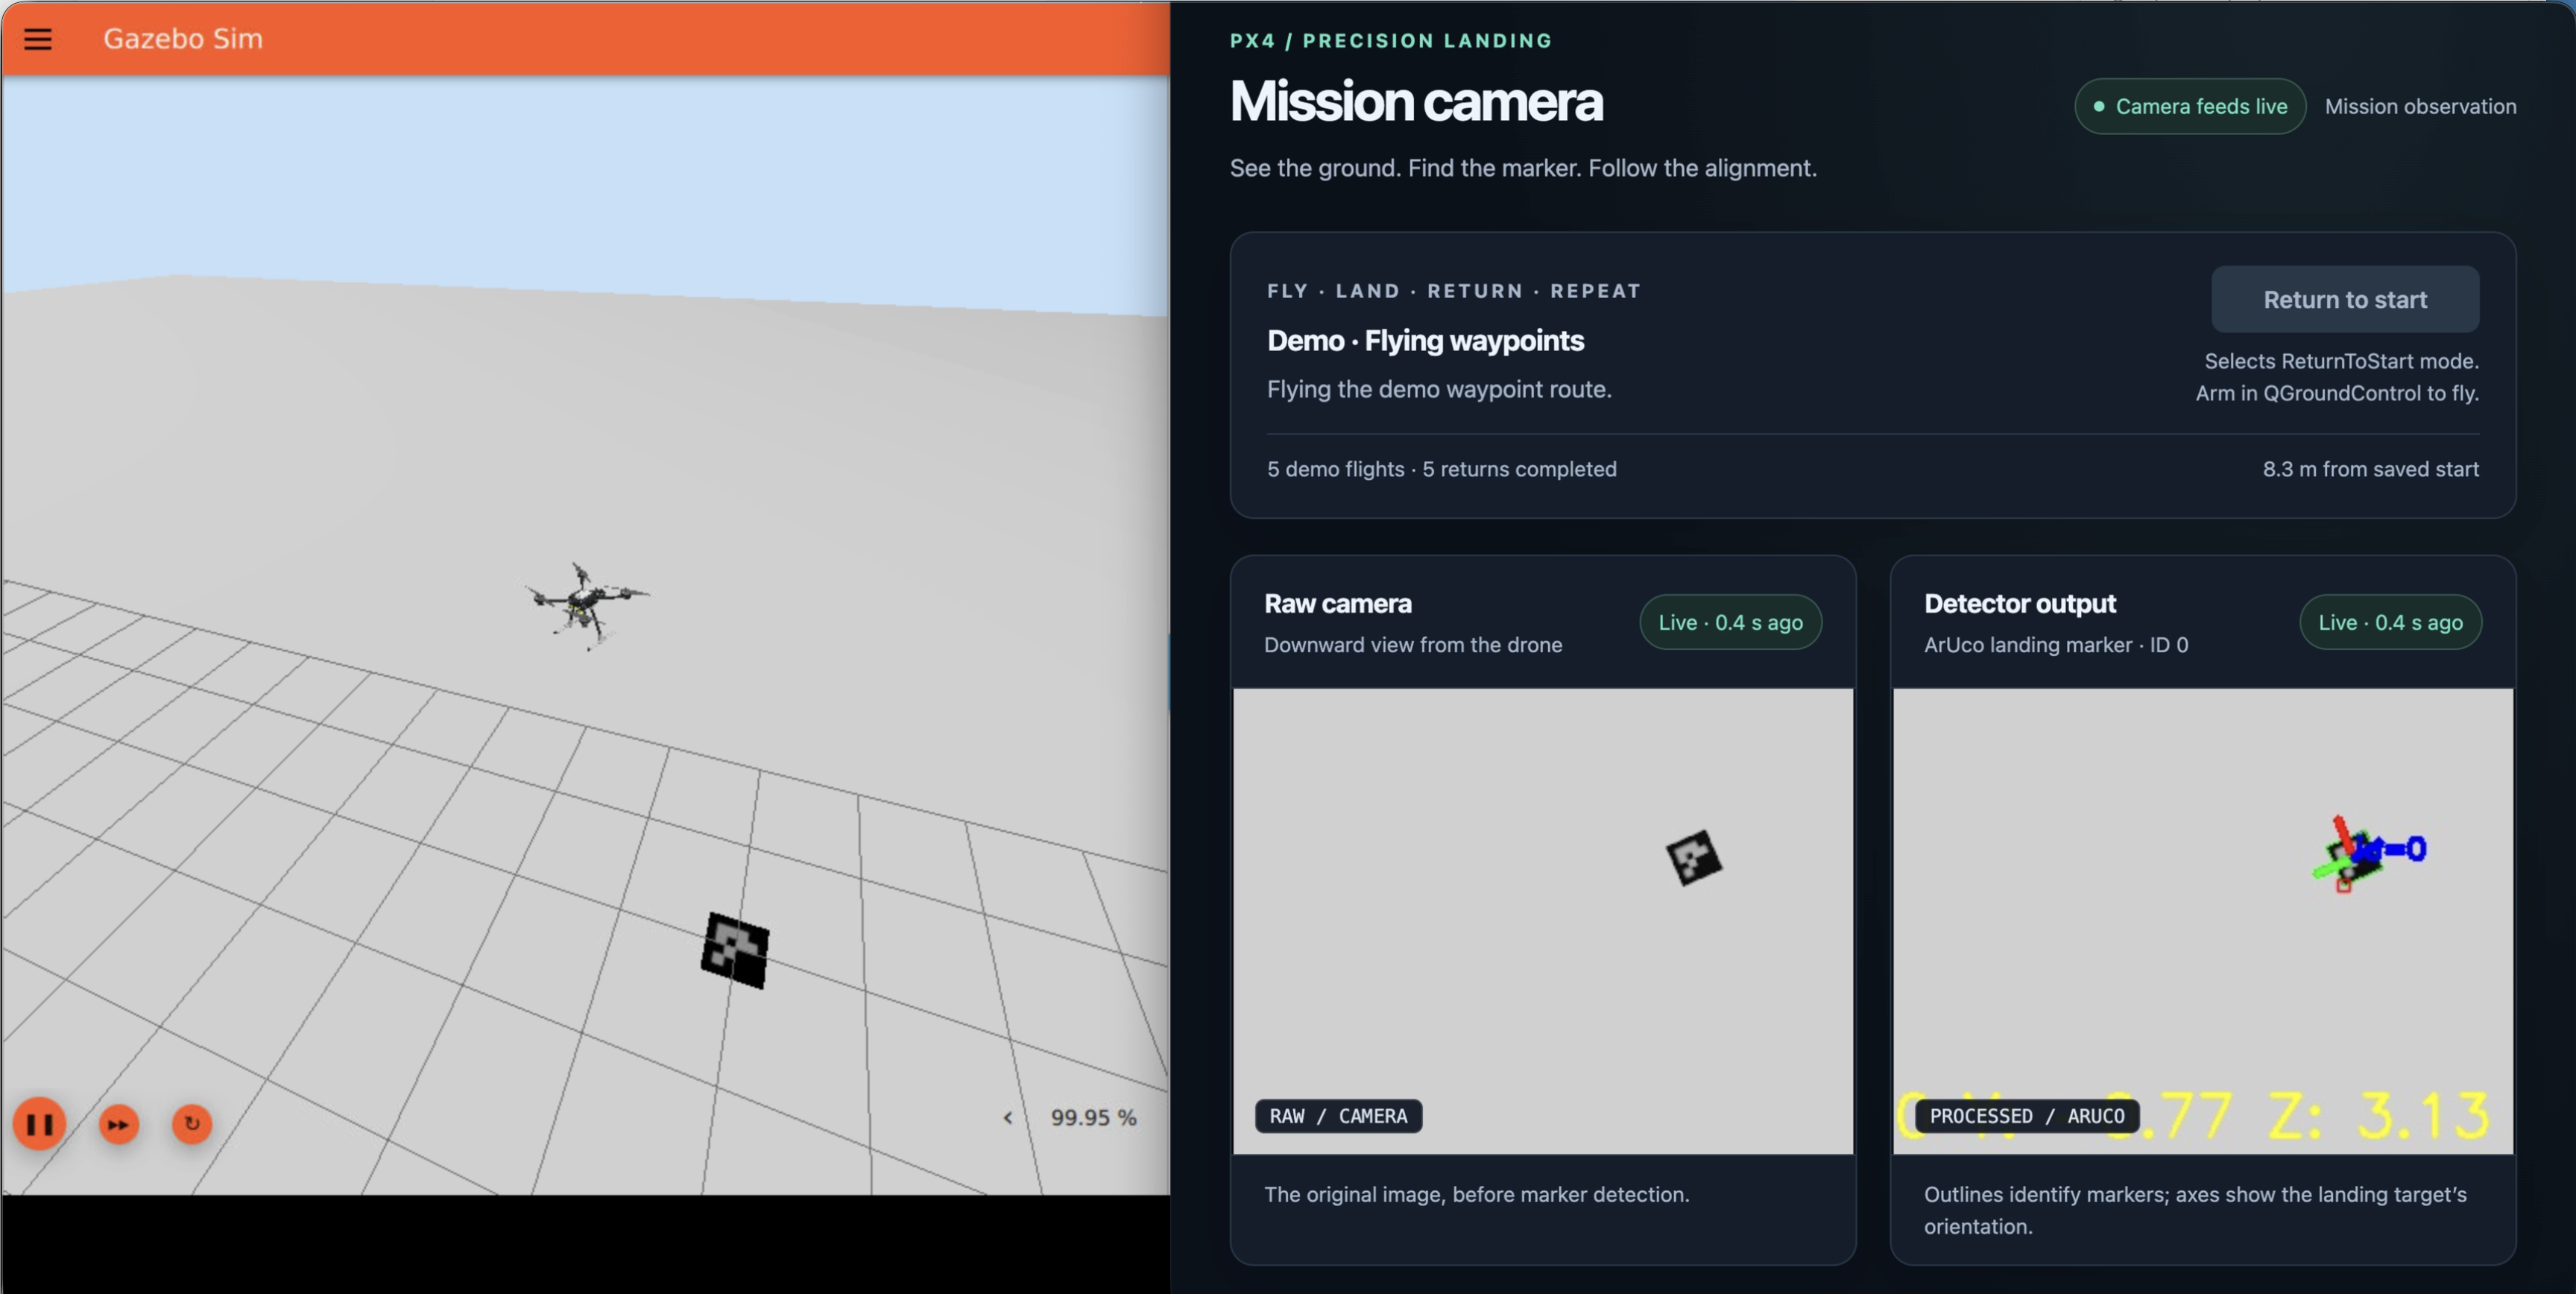 Gazebo Sim
99.95 %
PX4 / PRECISION LANDING
Mission camera
Camera feeds live
Mission observation
See the ground. Find the marker. Follow the alignment.
FLY · LAND · RETURN · REPEAT
Return to start
Demo · Flying waypoints
Selects ReturnToStart mode.
Flying the demo waypoint route.
Arm in QGroundControl to fly.
5 demo flights · 5 returns completed
8.3 m from saved start
Raw camera
Live · 0.4 s ago
Downward view from the drone
RAW / CAMERA
The original image, before marker detection.
Detector output
Live · 0.4 s ago
ArUco landing marker · ID 0
PROCESSED / ARUCO
.77 Z: 3.13
Outlines identify markers; axes show the landing target’s
orientation.